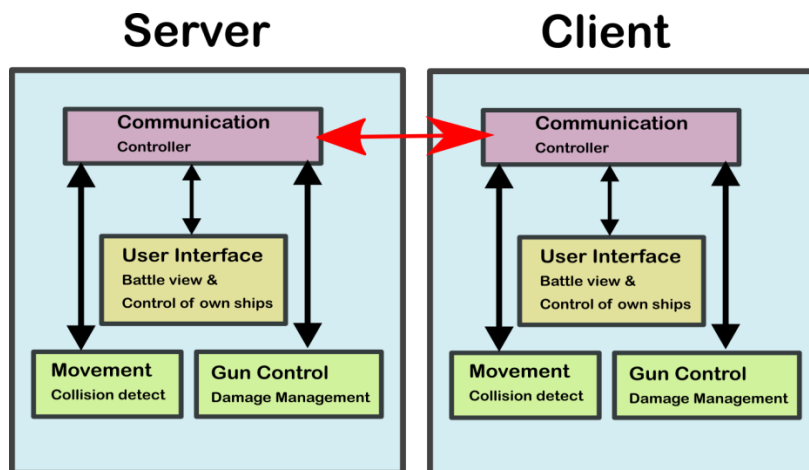 Server
Client
Communication
Controller
User Interface
Battle view &
Control of own ships
Movement
Collision detect
Gun Control
Damage Management
Communication
Controller
User Interface
Battle view &
Control of own ships
Movement
Collision detect
Gun Control
Damage Management